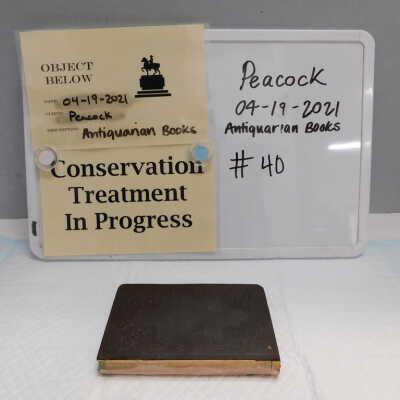 OBJECT
BELOW
DATE: 04-19-2021
Peacock
Antiquarian Books
Conservation
Treatment
In Progress
Peacock
04-19-2021
Antiquarian Books
# 40